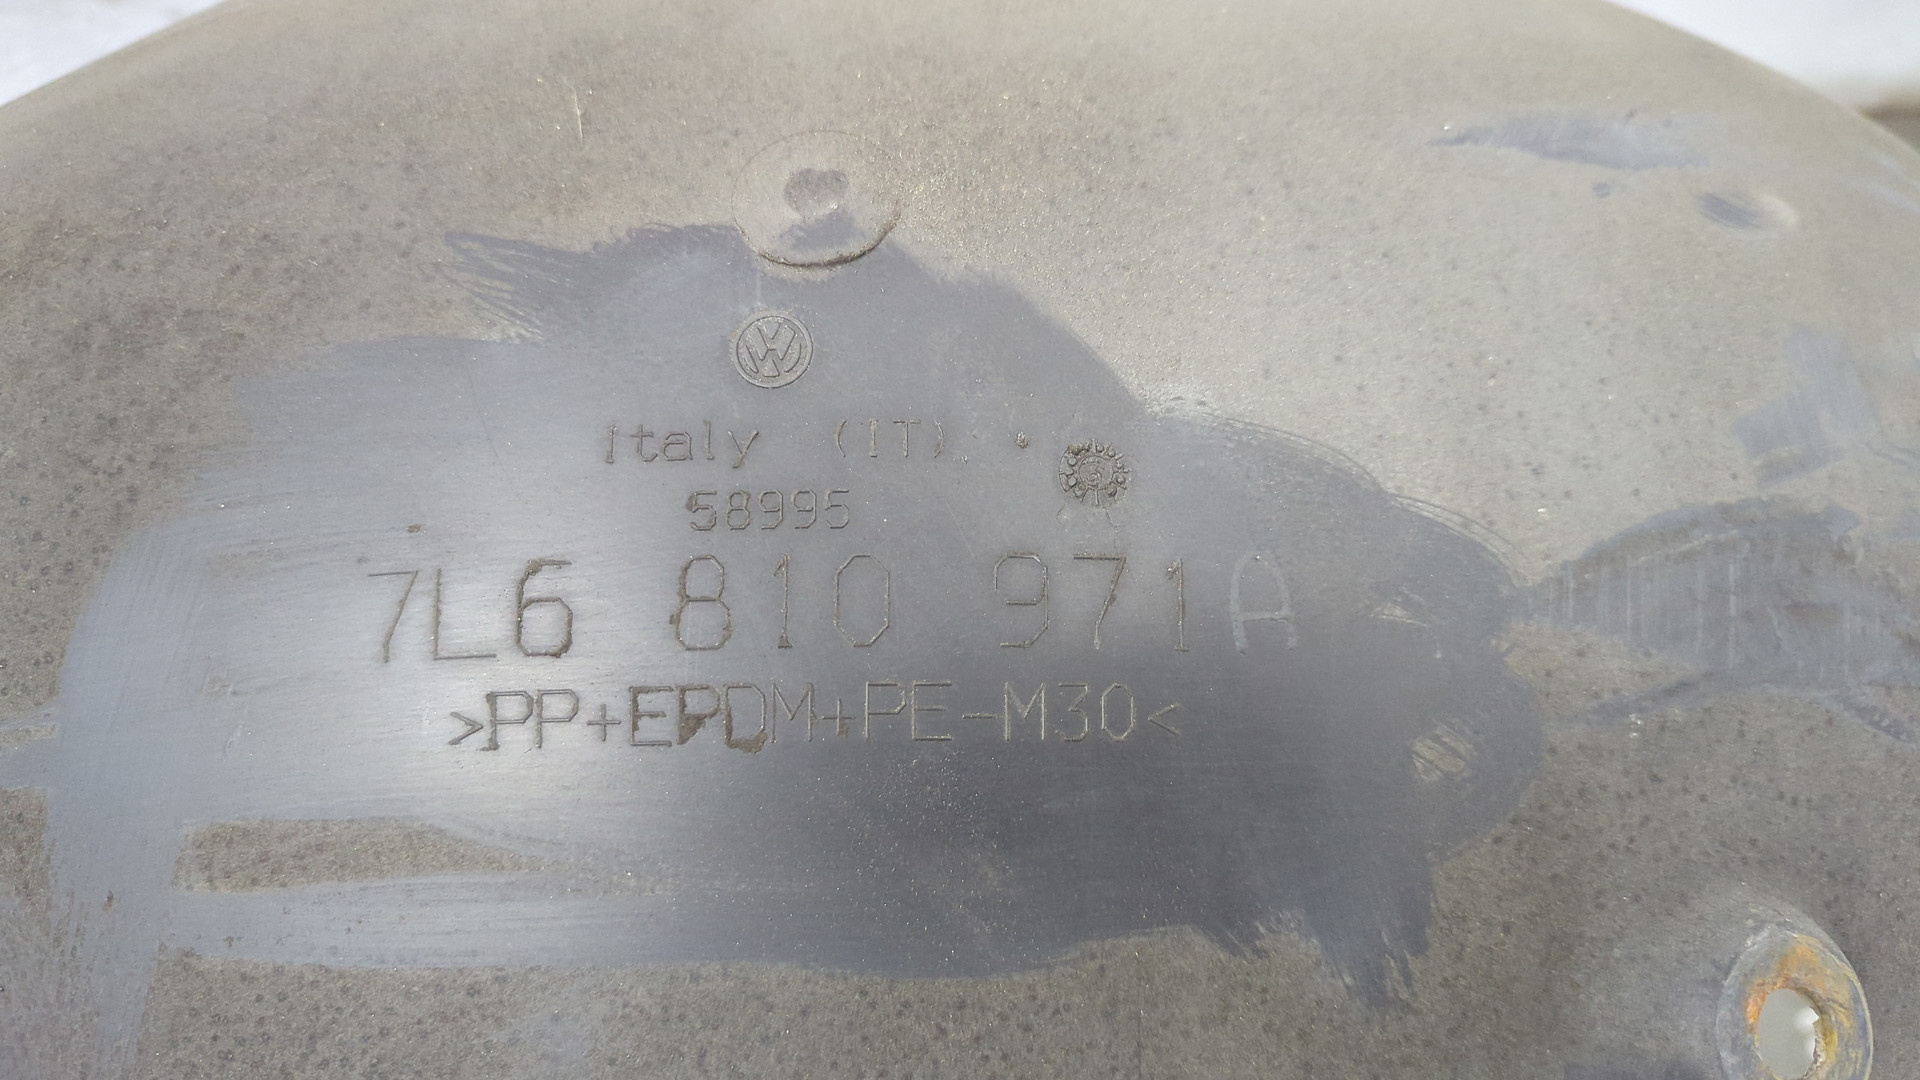 Italy (IT)
58995
7L6 810 971A
>PP+EPDM+PE-M30<